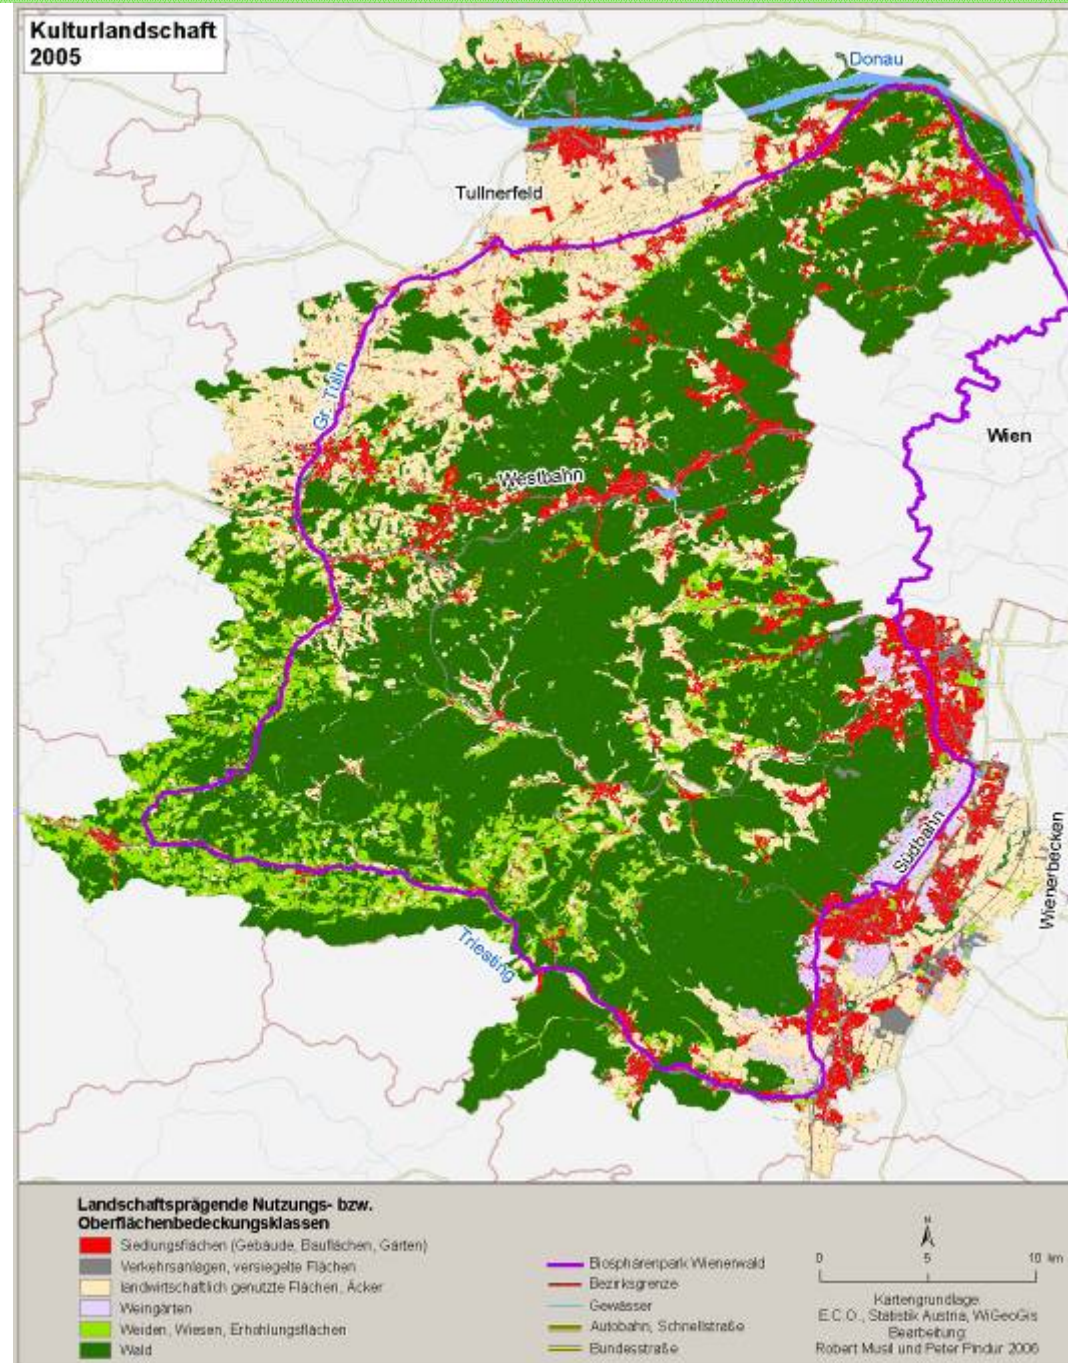 Kulturlandschaft
2005
Donau
Tullnerfeld
Gr. Tulln
Wien
Westbahn
Südbahn
Wienerbecken
Triesting
Landschaftsprägende Nutzungs- bzw.
Oberflächenbedeckungsklassen
Siedlungsflächen (Gebäude, Bauflächen, Gärten)
Verkehrsanlagen, versiegelte Flächen
landwirtschaftlich genutzte Flächen, Äcker
Weingärten
Weiden, Wiesen, Erhohlungsflächen
Wald
Biosphärenpark Wienerwald
Bezirksgrenze
Gewässer
Autobahn, Schnellstraße
Bundesstraße
N
0 5 10 km
Kartengrundlage:
E.C.O., Statistik Austria, WiGeoGis
Bearbeitung:
Robert Musil und Peter Pindur 2006